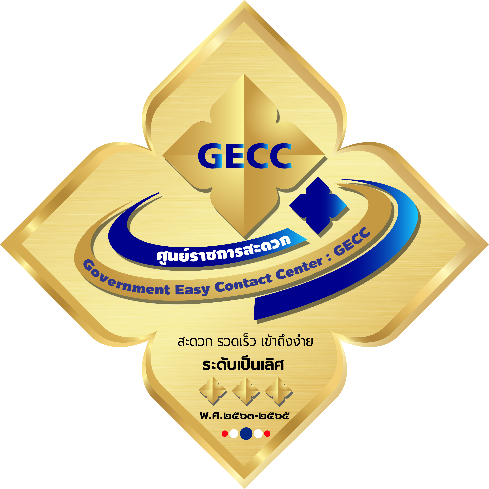 GECC
ศูนย์ราชการสะดวก
Government Easy Contact Center : GECC
สะดวก รวดเร็ว เข้าถึงง่าย
ระดับเป็นเลิศ
พ.ศ.๒๕๖๓-๒๕๖๕